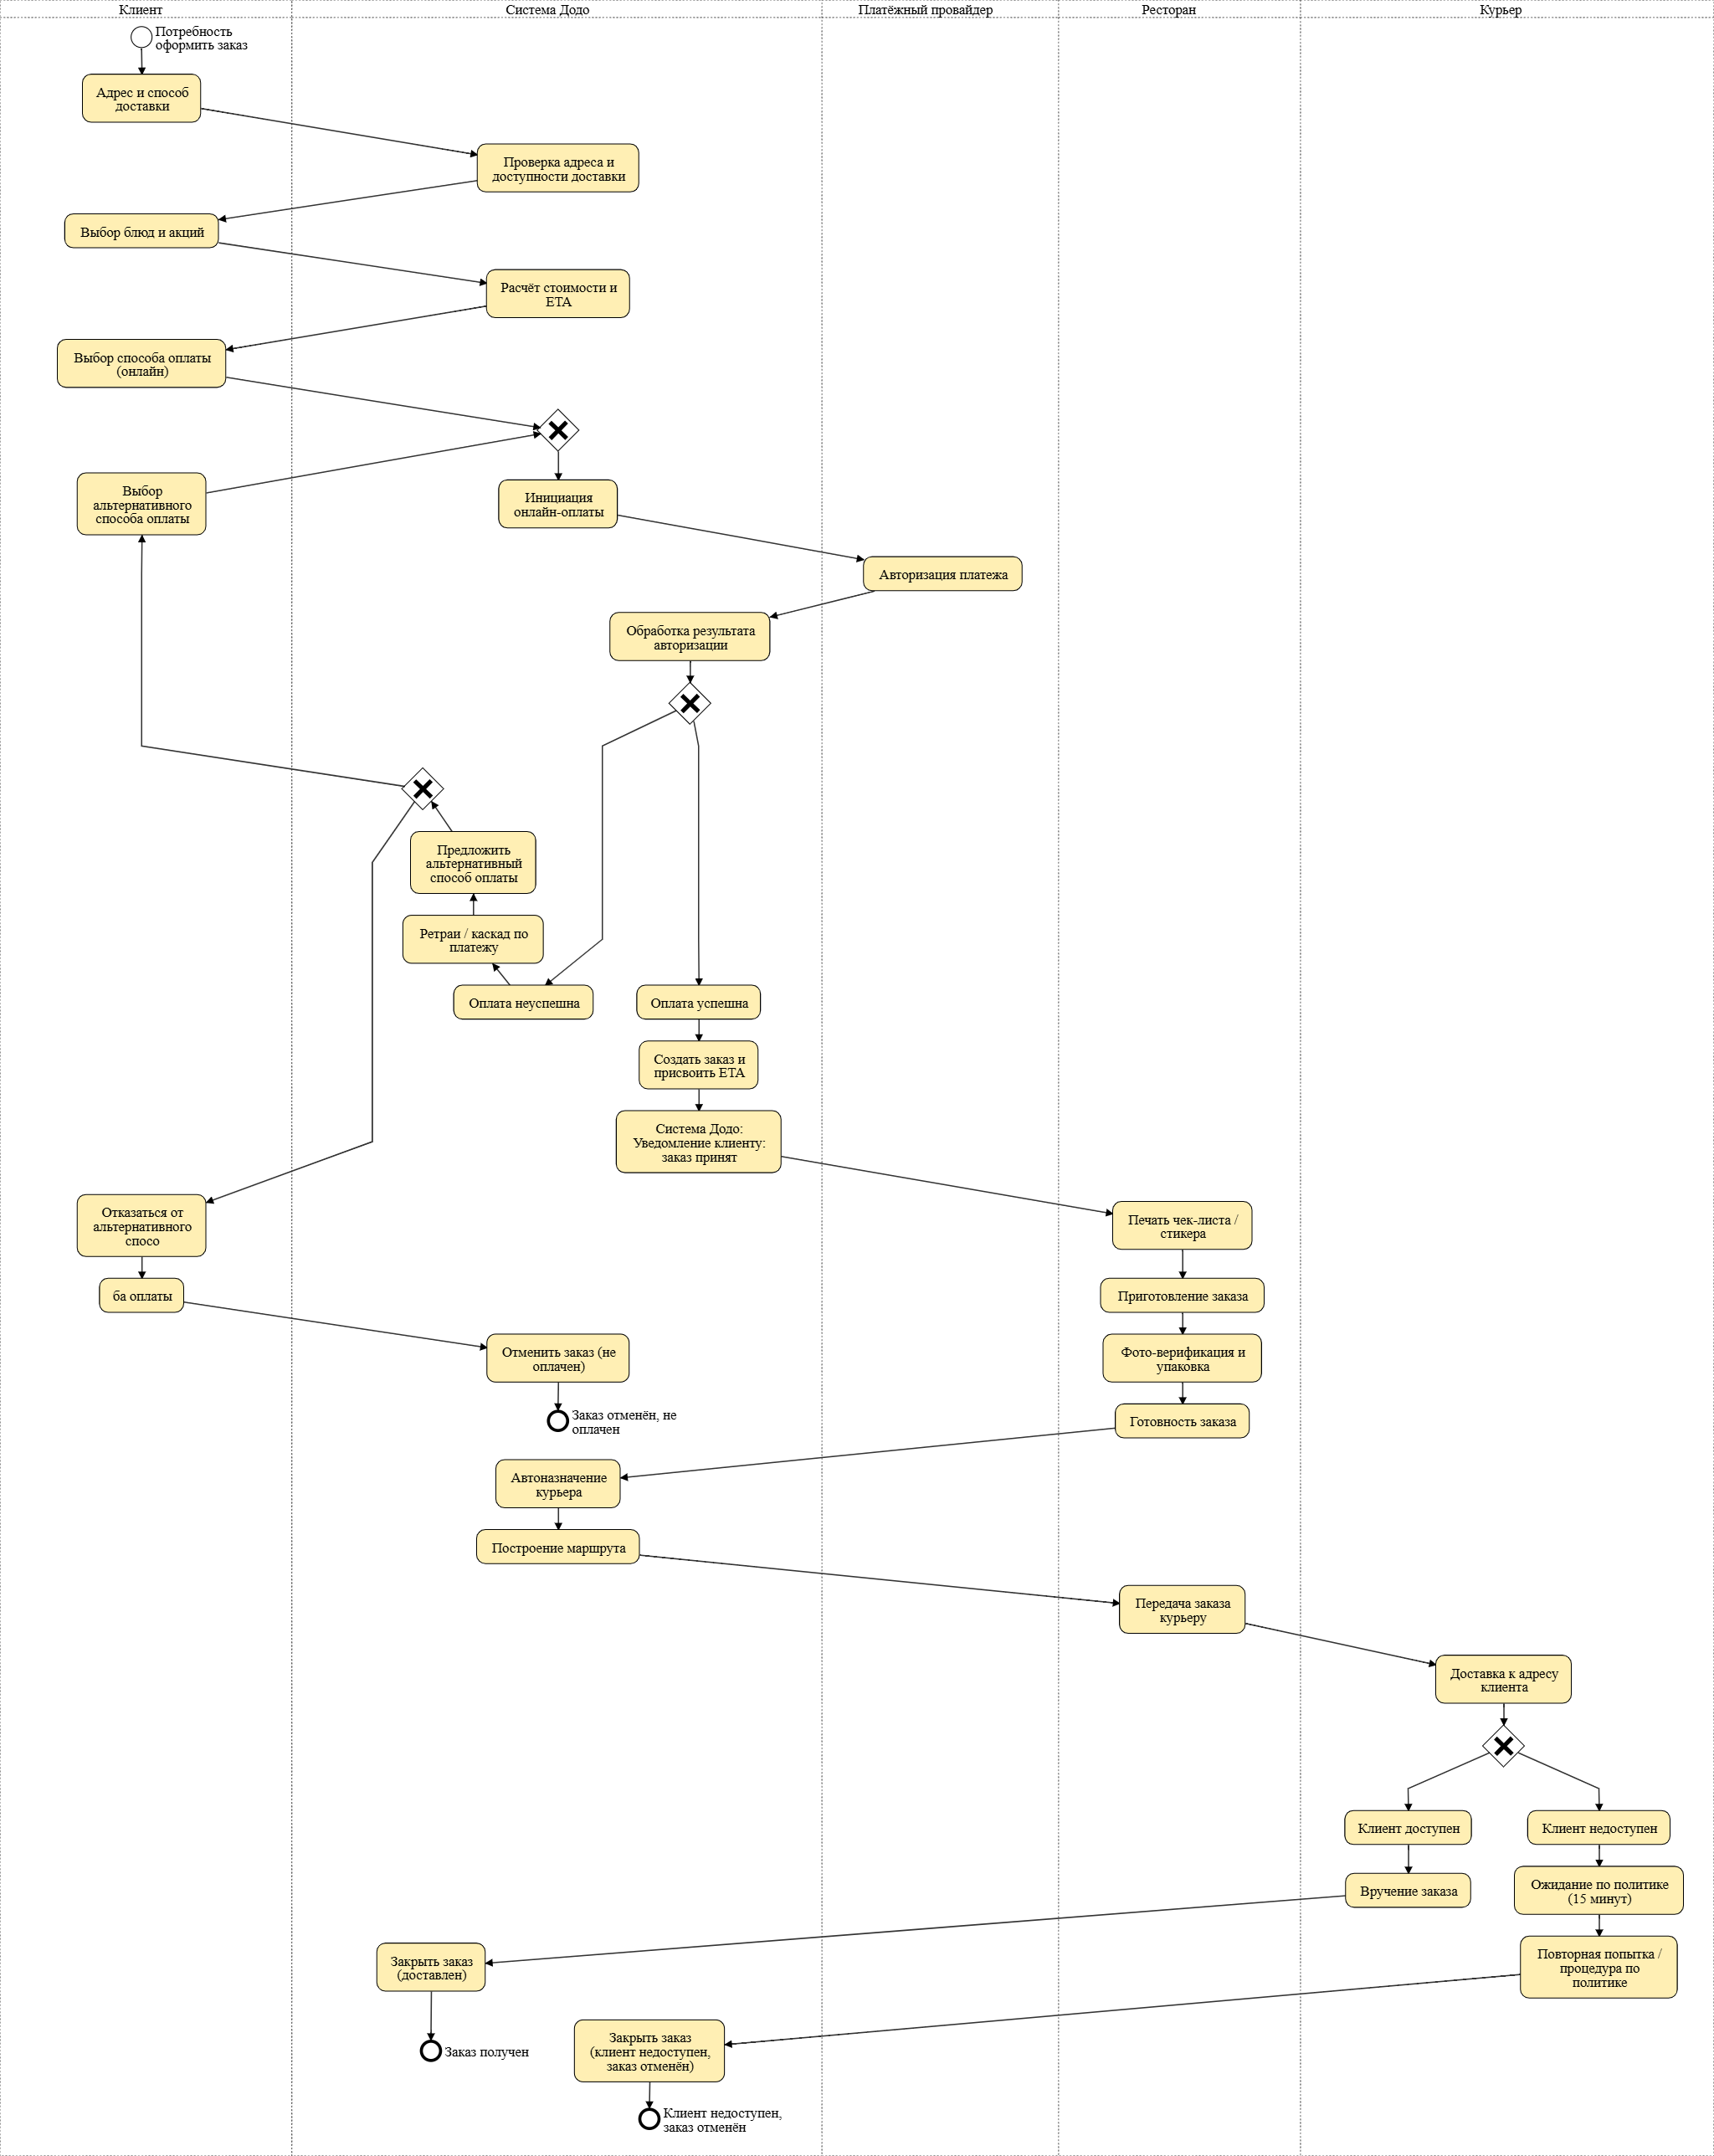 Клиент
Система Додо
Платёжный провайдер
Ресторан
Курьер
Потребность
оформить заказ
Адрес и способ
доставки
Проверка адреса и
доступности доставки
Выбор блюд и акций
Расчёт стоимости и
ETA
Выбор способа оплаты
(онлайн)
Выбор
альтернативного
способа оплаты
Инициация
онлайн-оплаты
Авторизация платежа
Обработка результата
авторизации
Предложить
альтернативный
способ оплаты
Ретраи / каскад по
платежу
Оплата неуспешна
Оплата успешна
Создать заказ и
присвоить ETA
Система Додо:
Уведомление клиенту:
заказ принят
Отказаться от
альтернативного
спосо
Печать чек-листа /
стикера
ба оплаты
Приготовление заказа
Отменить заказ (не
оплачен)
Фото-верификация и
упаковка
Заказ отменён, не
оплачен
Готовность заказа
Автоназначение
курьера
Построение маршрута
Передача заказа
курьеру
Доставка к адресу
клиента
Клиент доступен
Клиент недоступен
Вручение заказа
Ожидание по политике
(15 минут)
Закрыть заказ
(доставлен)
Повторная попытка /
процедура по
политике
Заказ получен
Закрыть заказ
(клиент недоступен,
заказ отменён)
Клиент недоступен,
заказ отменён